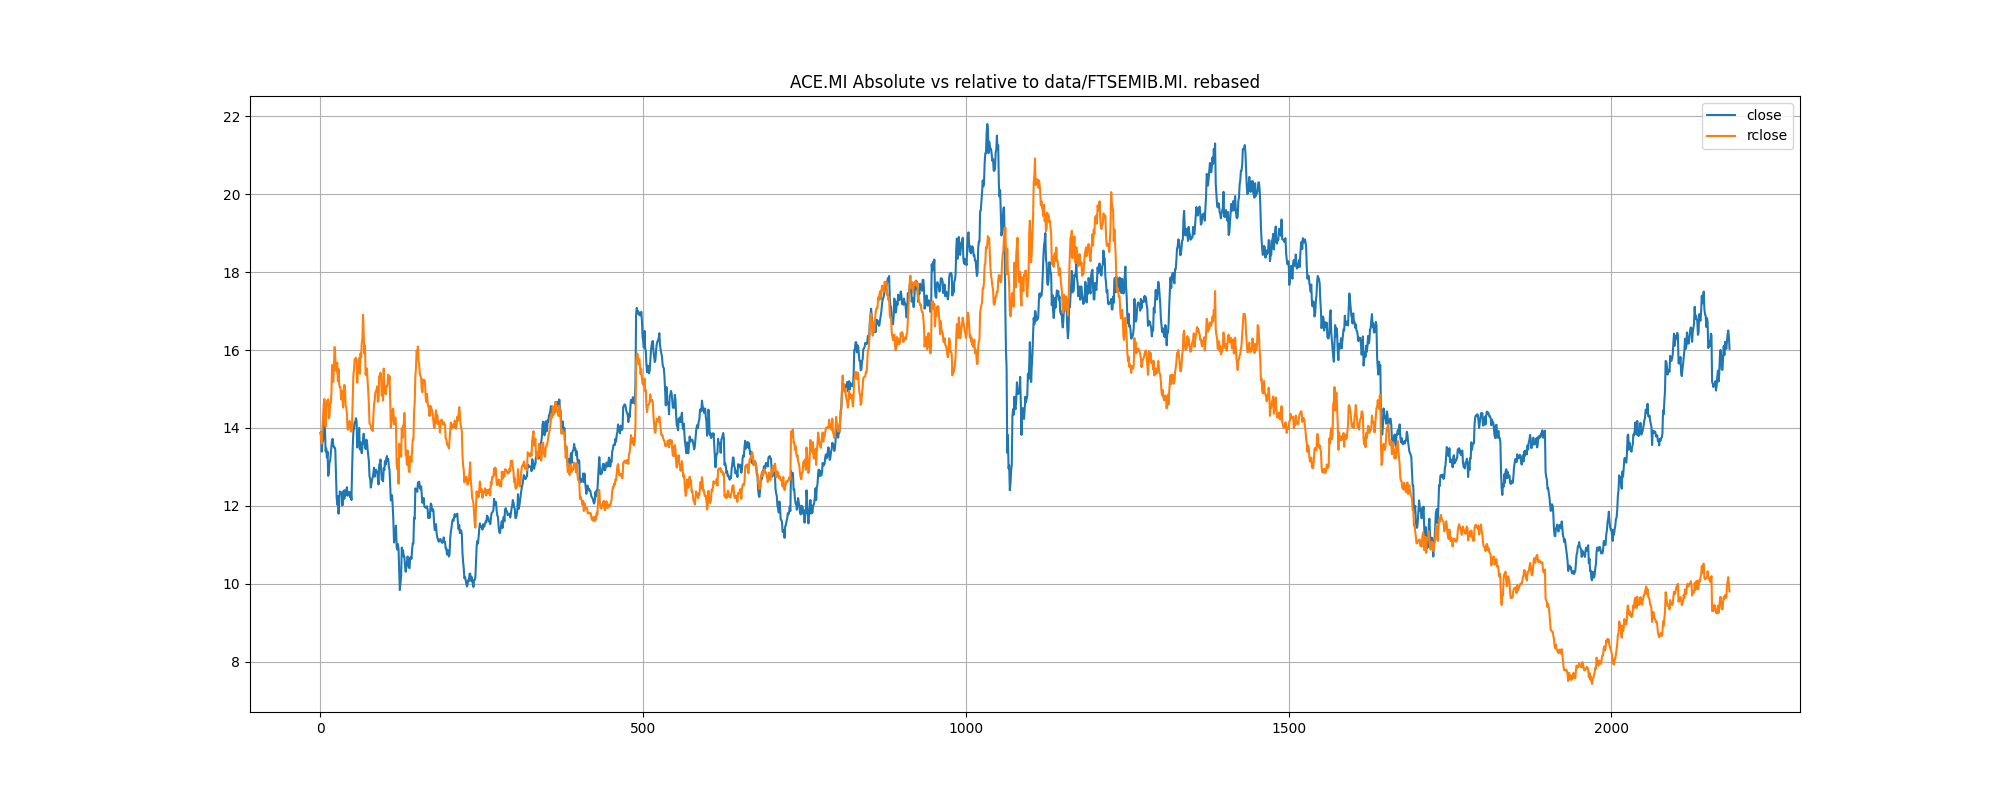 ACE.MI Absolute vs relative to data/FTSEMIB.MI. rebased
close
rclose
22
20
18
16
14
12
10
8
0 500 1000 1500 2000